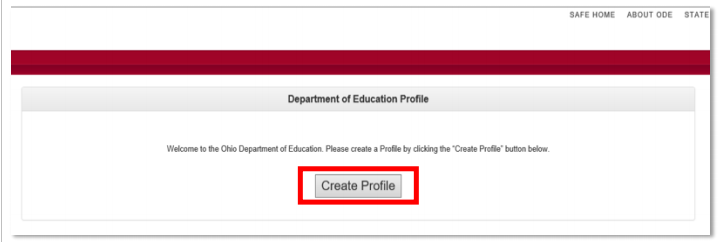 SAFE HOME ABOUT ODE STATE
Department of Education Profile
Welcome to the Ohio Department of Education. Please create a Profile by clicking the "Create Profile" button below.
Create Profile